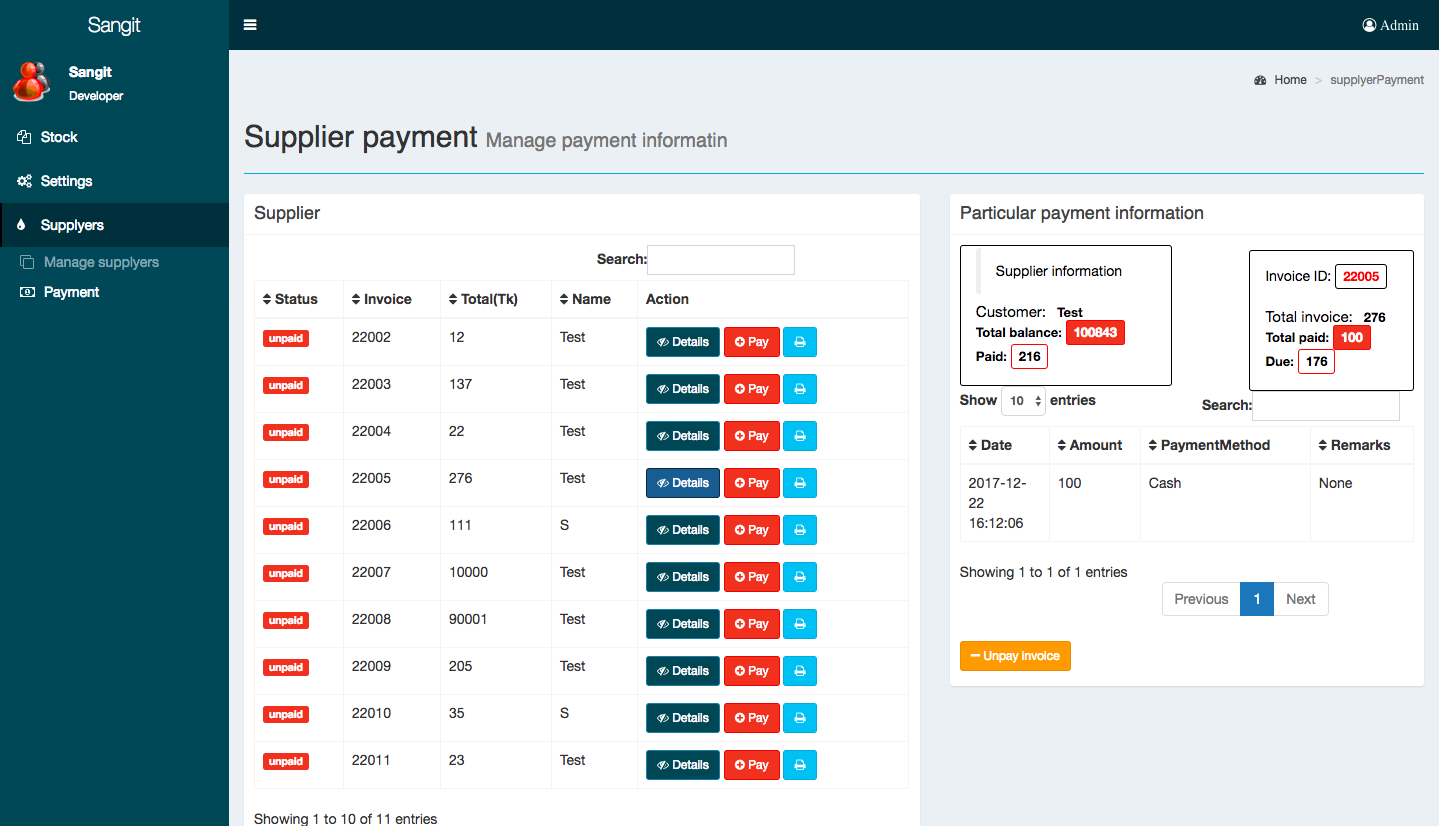 Sangit
Admin
Sangit
Developer
Stock
Settings
Supplyers
Manage supplyers
Payment
Home > supplyerPayment
Supplier payment Manage payment informatin
Supplier
Search:
Status Invoice Total(Tk) Name Action
unpaid 22002 12 Test Details Pay
unpaid 22003 137 Test Details Pay
unpaid 22004 22 Test Details Pay
unpaid 22005 276 Test Details Pay
unpaid 22006 111 S Details Pay
unpaid 22007 10000 Test Details Pay
unpaid 22008 90001 Test Details Pay
unpaid 22009 205 Test Details Pay
unpaid 22010 35 S Details Pay
unpaid 22011 23 Test Details Pay
Showing 1 to 10 of 11 entries
Particular payment information
Supplier information
Customer: Test
Total balance: 100843
Paid: 216
Invoice ID: 22005
Total invoice: 276
Total paid: 100
Due: 176
Show 10 entries
Search:
Date Amount PaymentMethod Remarks
2017-12- 100 Cash None
22
16:12:06
Showing 1 to 1 of 1 entries
Previous 1 Next
Unpay invoice